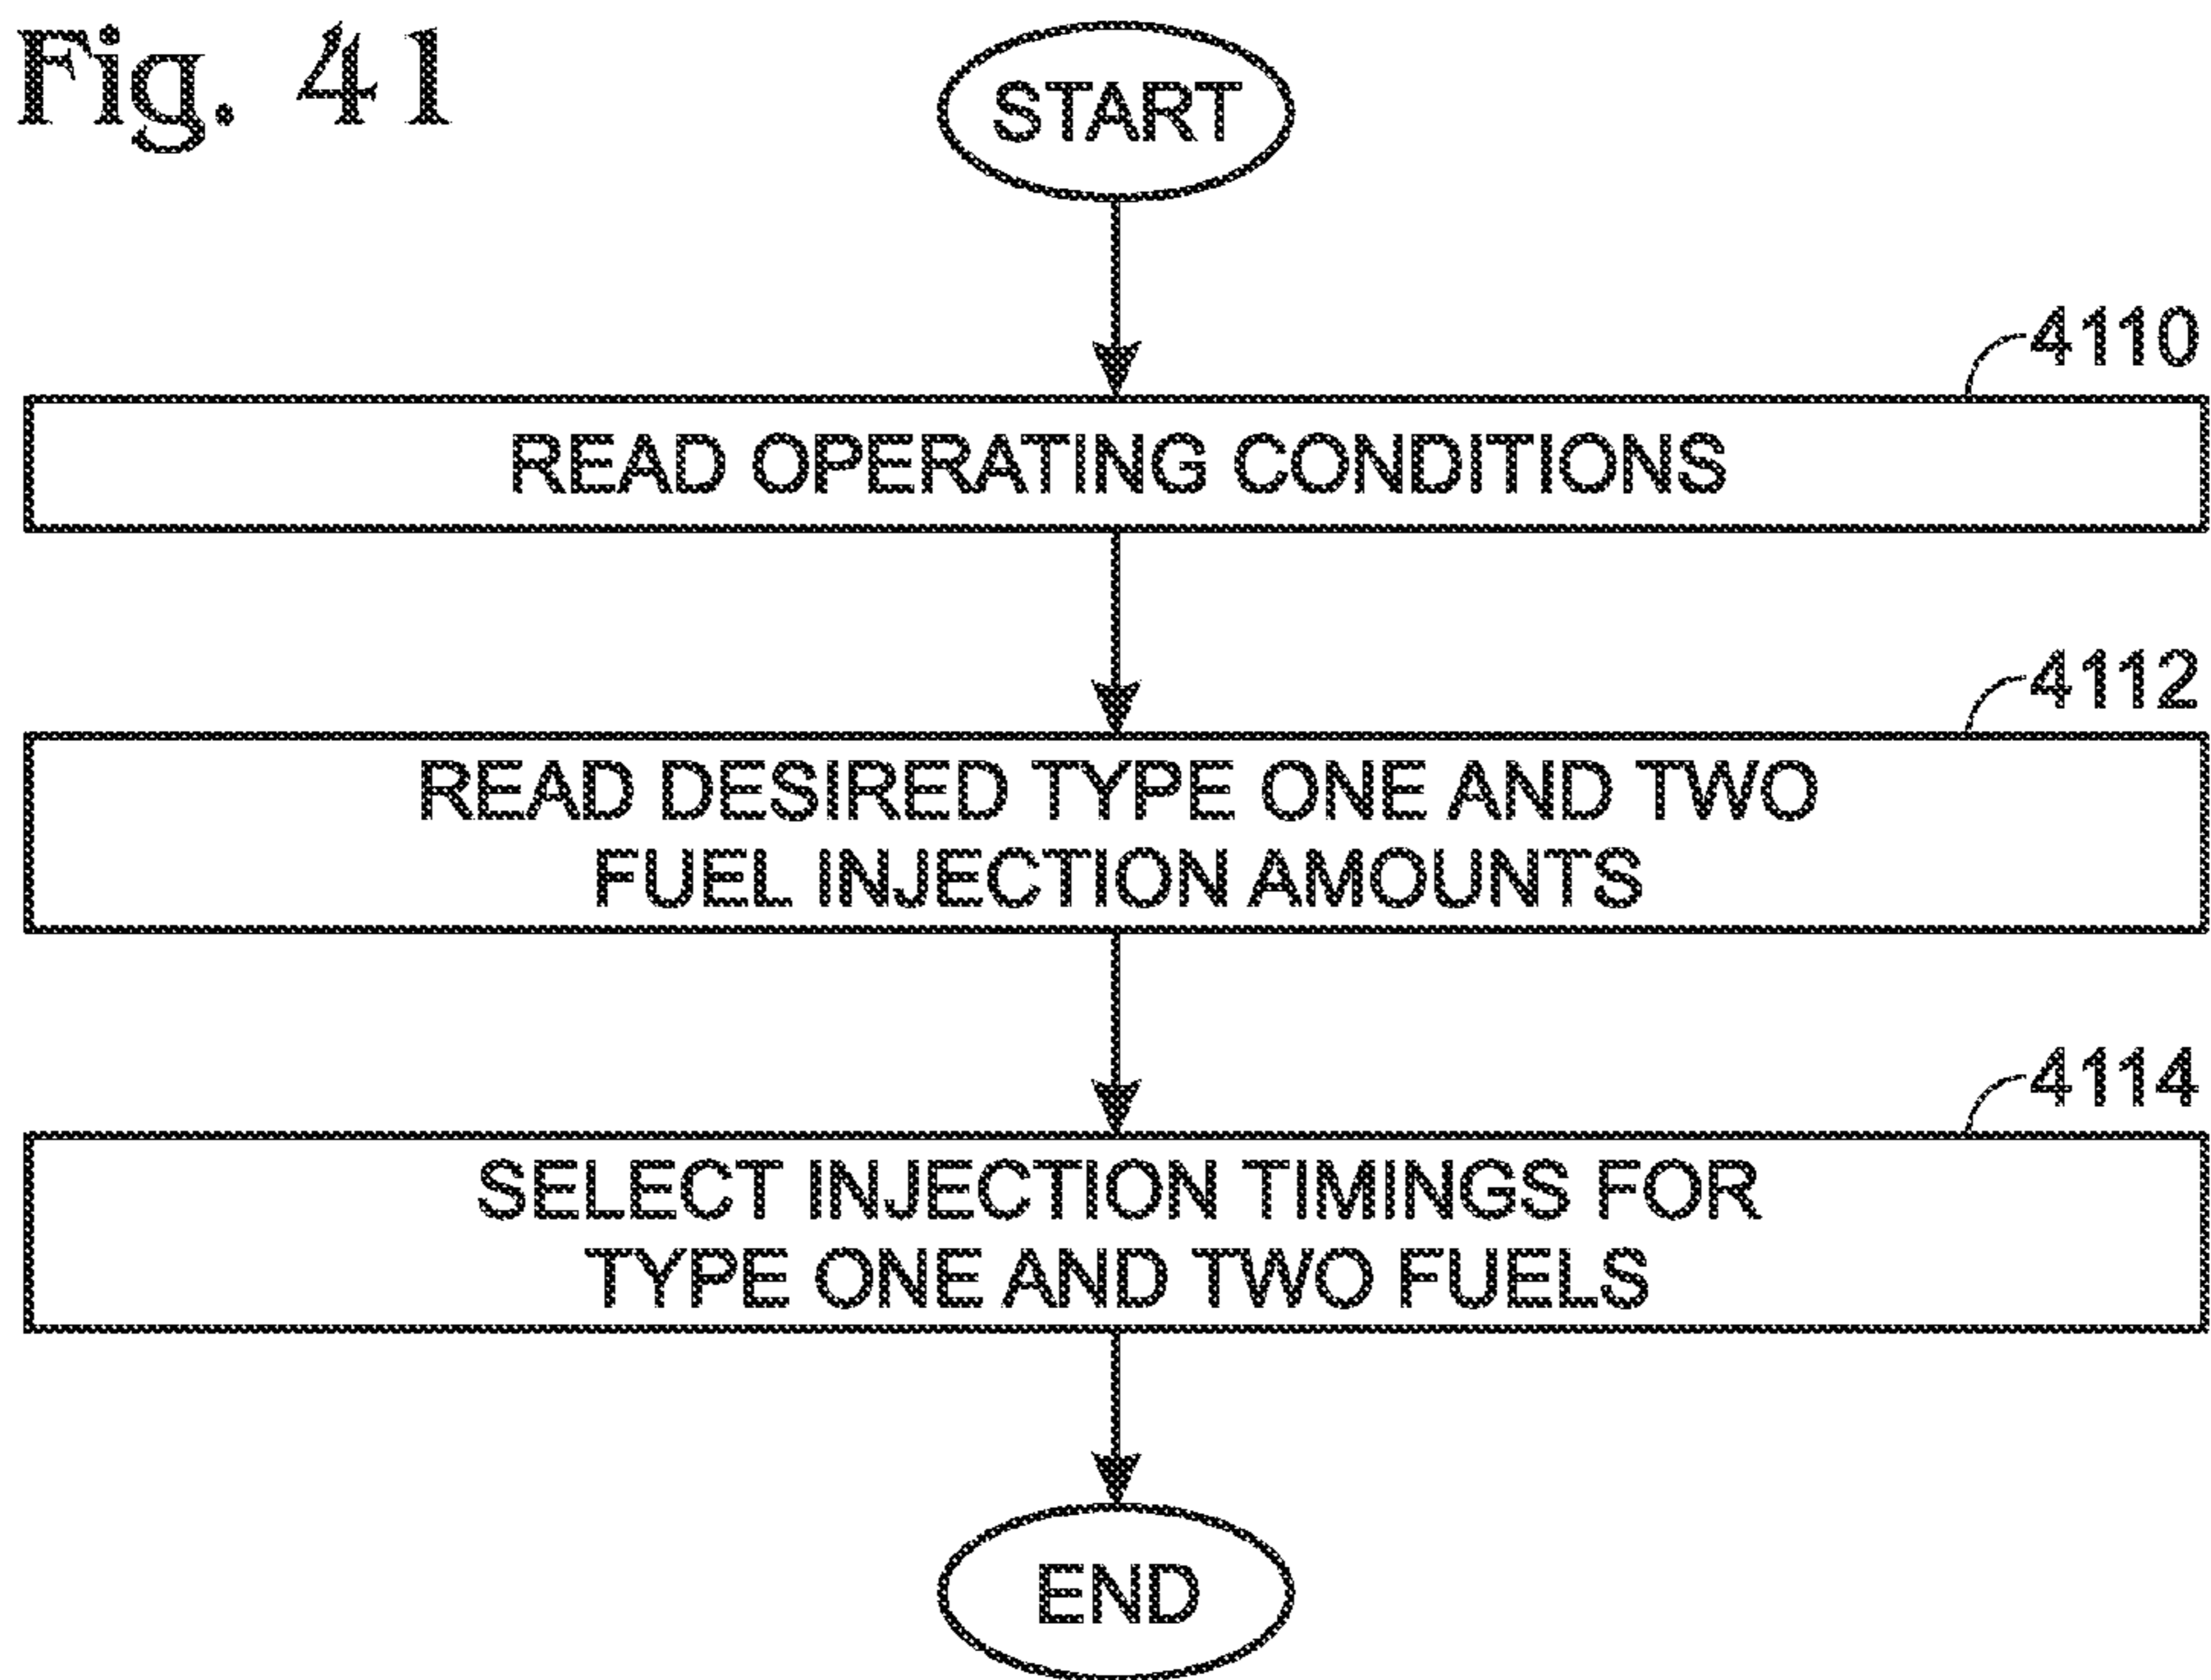 Fig. 41
START
4110
READ OPERATING CONDITIONS
4112
READ DESIRED TYPE ONE AND TWO
FUEL INJECTION AMOUNTS
4114
SELECT INJECTION TIMINGS FOR
TYPE ONE AND TWO FUELS
END